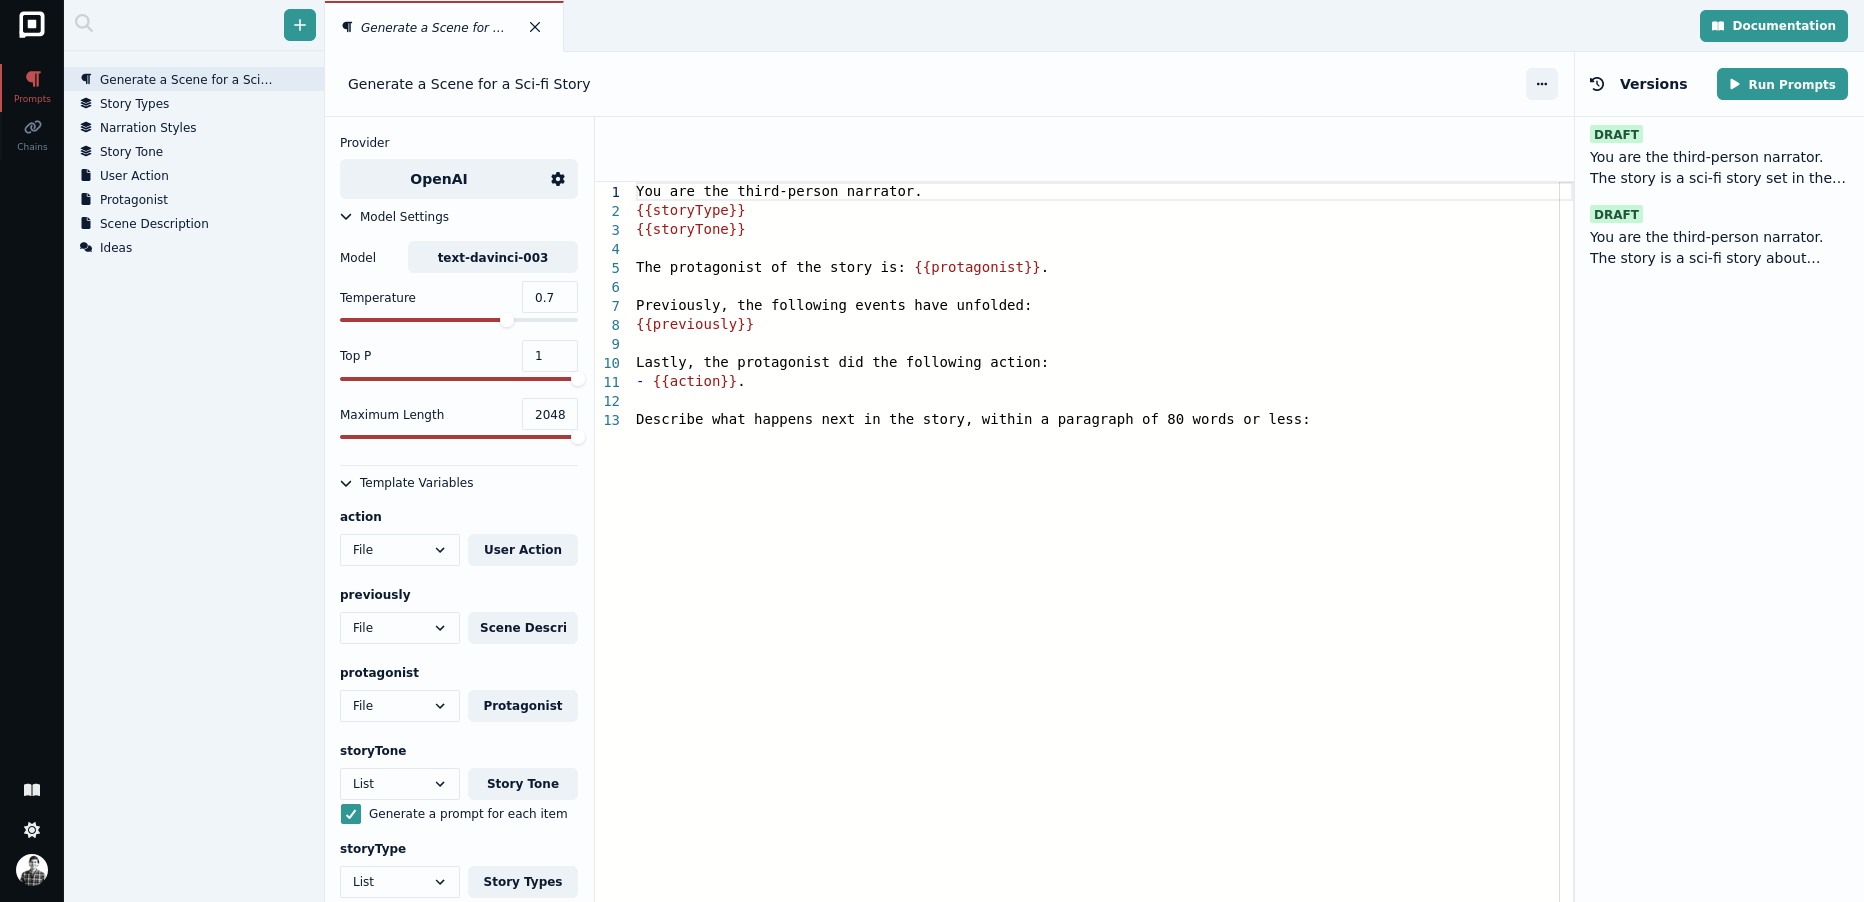 Prompts
Chains
Generate a Scene for a Sci...
Story Types
Narration Styles
Story Tone
User Action
Protagonist
Scene Description
Ideas
Generate a Scene for ...
Documentation
Generate a Scene for a Sci-fi Story
Versions
Run Prompts
Provider
OpenAI
Model Settings
Model
text-davinci-003
Temperature
0.7
Top P
1
Maximum Length
2048
Template Variables
action
File
User Action
previously
File
Scene Descri
protagonist
File
Protagonist
storyTone
List
Story Tone
Generate a prompt for each item
storyType
List
Story Types
1 You are the third-person narrator.
2 {{storyType}}
3 {{storyTone}}
4
5 The protagonist of the story is: {{protagonist}}.
6
7 Previously, the following events have unfolded:
8 {{previously}}
9
10 Lastly, the protagonist did the following action:
11 - {{action}}.
12
13 Describe what happens next in the story, within a paragraph of 80 words or less:
DRAFT
You are the third-person narrator.
The story is a sci-fi story set in the...
DRAFT
You are the third-person narrator.
The story is a sci-fi story about...